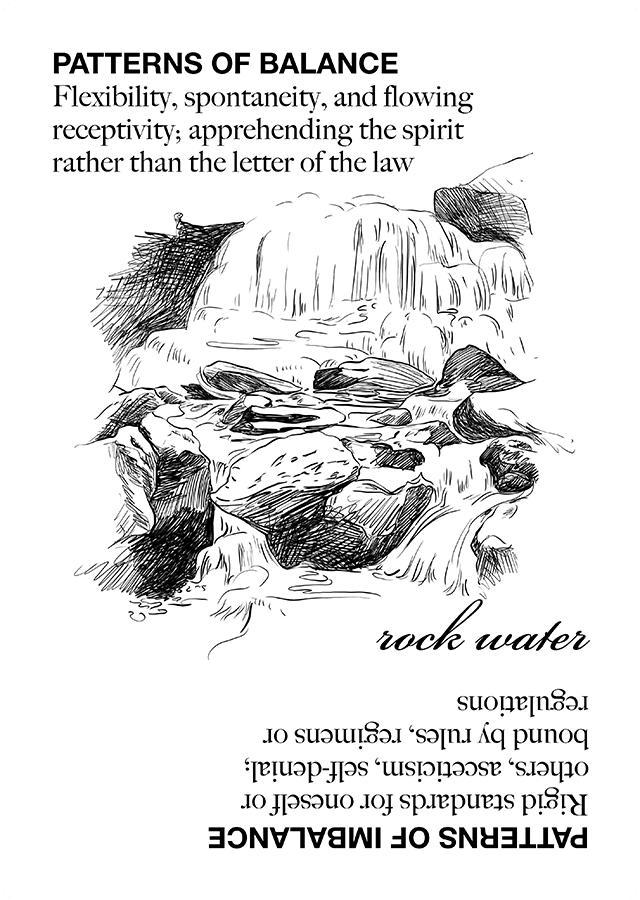 PATTERNS OF BALANCE
Flexibility, spontaneity, and flowing
receptivity; apprehending the spirit
rather than the letter of the law
rock water
PATTERNS OF IMBALANCE
Rigid standards for oneself or
others, asceticism, self-denial;
bound by rules, regimens, or
regulations